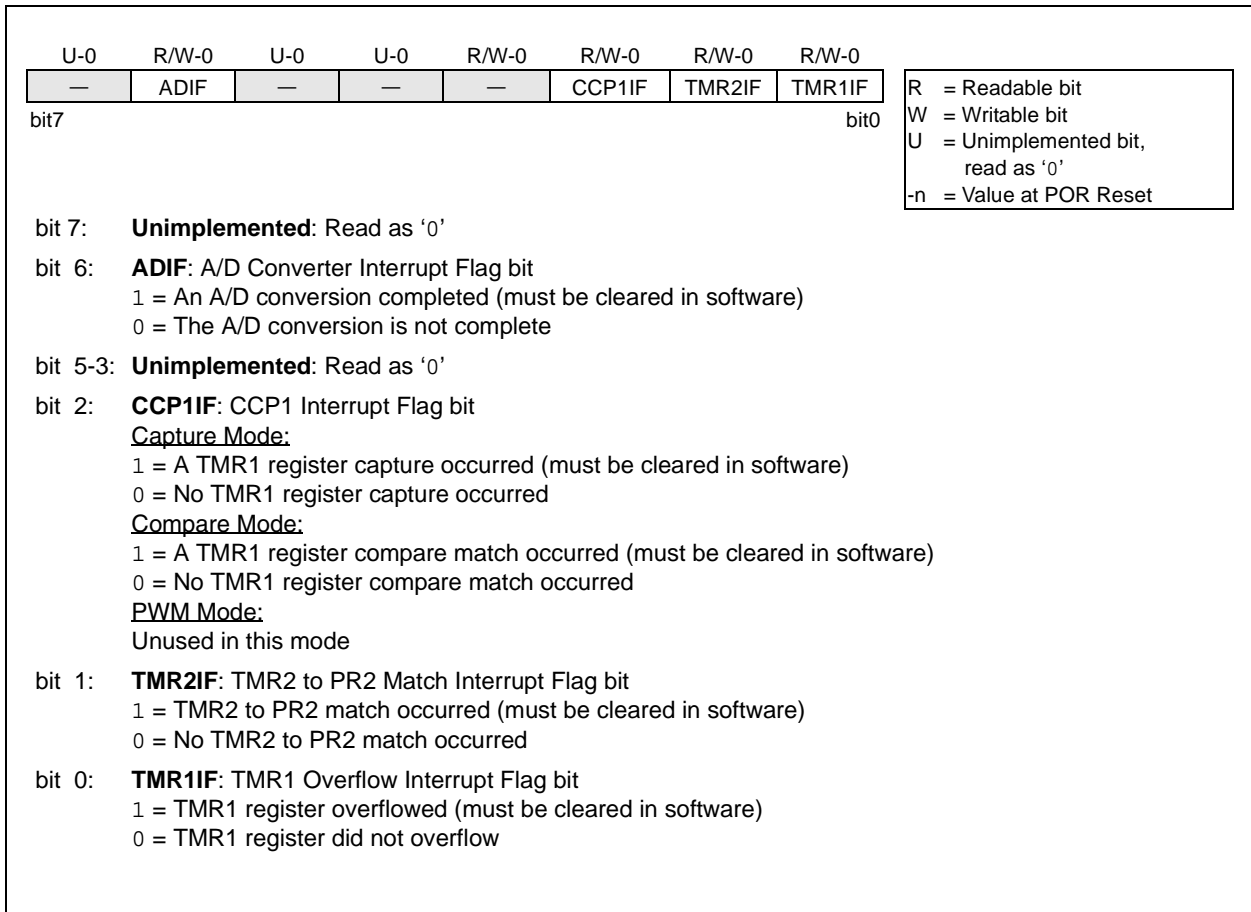 U-0 R/W-0 U-0 U-0 R/W-0 R/W-0 R/W-0 R/W-0
— ADIF — — — CCP1IF TMR2IF TMR1IF
bit7 bit0
R = Readable bit
W = Writable bit
U = Unimplemented bit,
read as ‘0’
-n = Value at POR Reset
bit 7: Unimplemented: Read as ‘0’
bit 6: ADIF: A/D Converter Interrupt Flag bit
1 = An A/D conversion completed (must be cleared in software)
0 = The A/D conversion is not complete
bit 5-3: Unimplemented: Read as ‘0’
bit 2: CCP1IF: CCP1 Interrupt Flag bit
Capture Mode:
1 = A TMR1 register capture occurred (must be cleared in software)
0 = No TMR1 register capture occurred
Compare Mode:
1 = A TMR1 register compare match occurred (must be cleared in software)
0 = No TMR1 register compare match occurred
PWM Mode:
Unused in this mode
bit 1: TMR2IF: TMR2 to PR2 Match Interrupt Flag bit
1 = TMR2 to PR2 match occurred (must be cleared in software)
0 = No TMR2 to PR2 match occurred
bit 0: TMR1IF: TMR1 Overflow Interrupt Flag bit
1 = TMR1 register overflowed (must be cleared in software)
0 = TMR1 register did not overflow